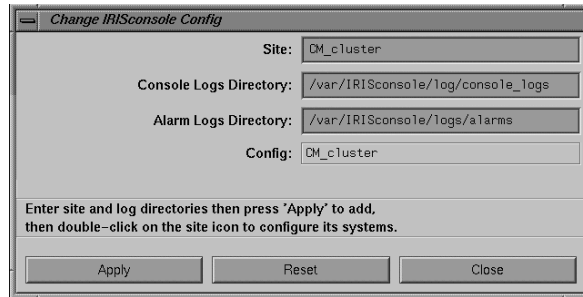 Change IRISconsole Config
Site: CM_cluster
Console Logs Directory: /var/IRISconsole/log/console_logs
Alarm Logs Directory: /var/IRISconsole/logs/alarms
Config: CM_cluster
Enter site and log directories then press "Apply" to add,
then double-click on the site icon to configure its systems.
Apply Reset Close